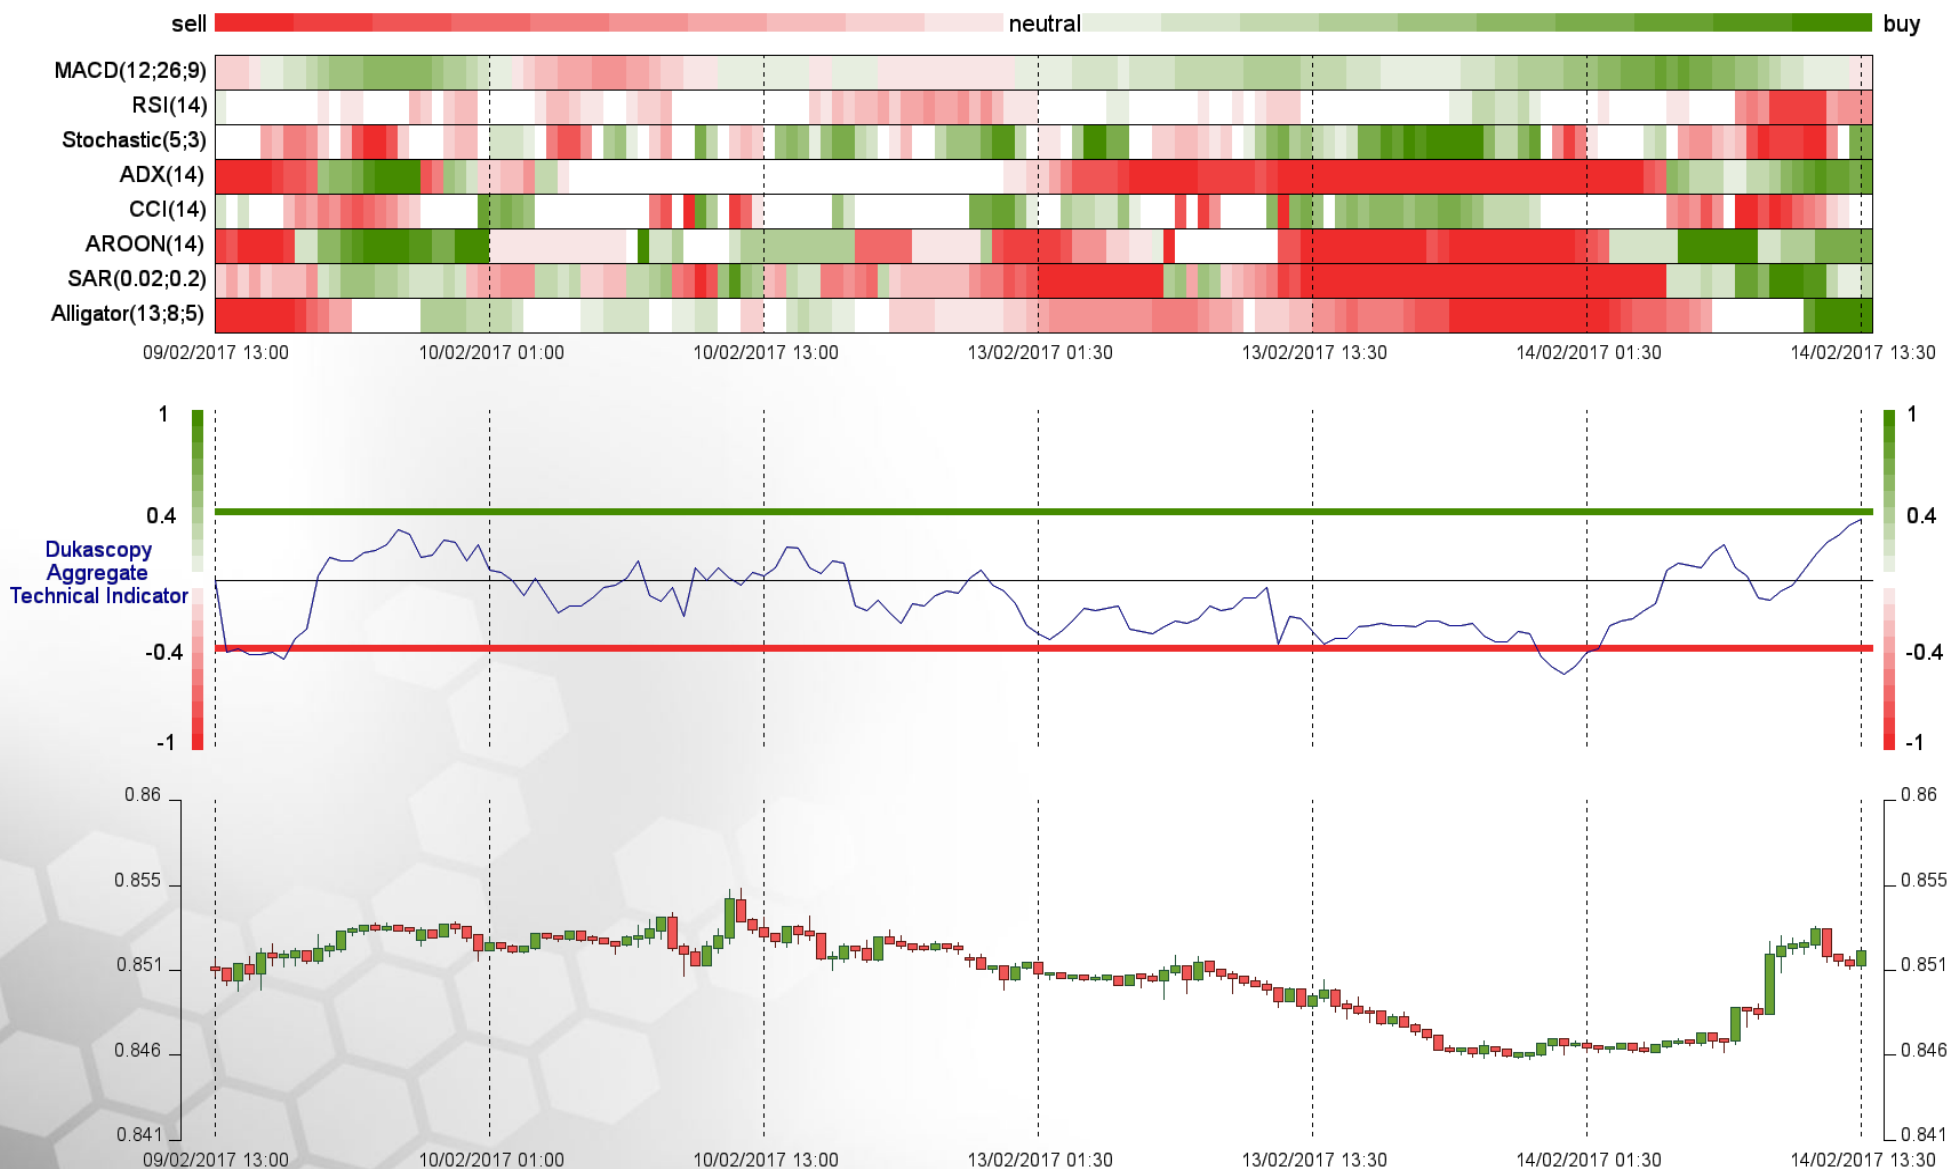 sell neutral buy
MACD(12;26;9)
RSI(14)
Stochastic(5;3)
ADX(14)
CCI(14)
AROON(14)
SAR(0.02;0.2)
Alligator(13;8;5)
09/02/2017 13:00 10/02/2017 01:00 10/02/2017 13:00 13/02/2017 01:30 13/02/2017 13:30 14/02/2017 01:30 14/02/2017 13:30
1 1
0.4 0.4
Dukascopy
Aggregate
Technical Indicator
-0.4 -0.4
-1 -1
0.86 0.86
0.855 0.855
0.851 0.851
0.846 0.846
0.841 0.841
09/02/2017 13:00 10/02/2017 01:00 10/02/2017 13:00 13/02/2017 01:30 13/02/2017 13:30 14/02/2017 01:30 14/02/2017 13:30